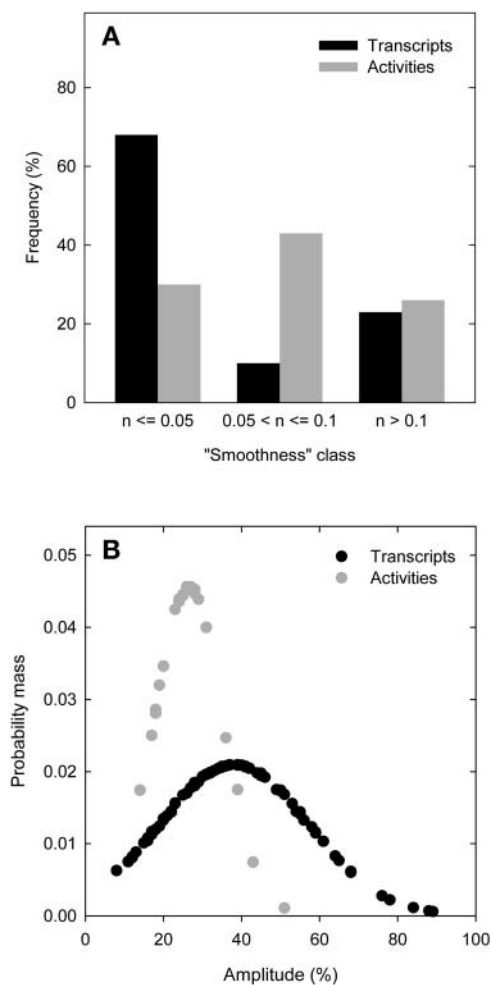 A
Transcripts
Activities
80
60
40
20
0
Frequency (%)
n <= 0.05 0.05 < n <= 0.1 n > 0.1
"Smoothness" class
B
Transcripts
Activities
0.05
0.04
0.03
0.02
0.01
0.00
Probability mass
0 20 40 60 80 100
Amplitude (%)